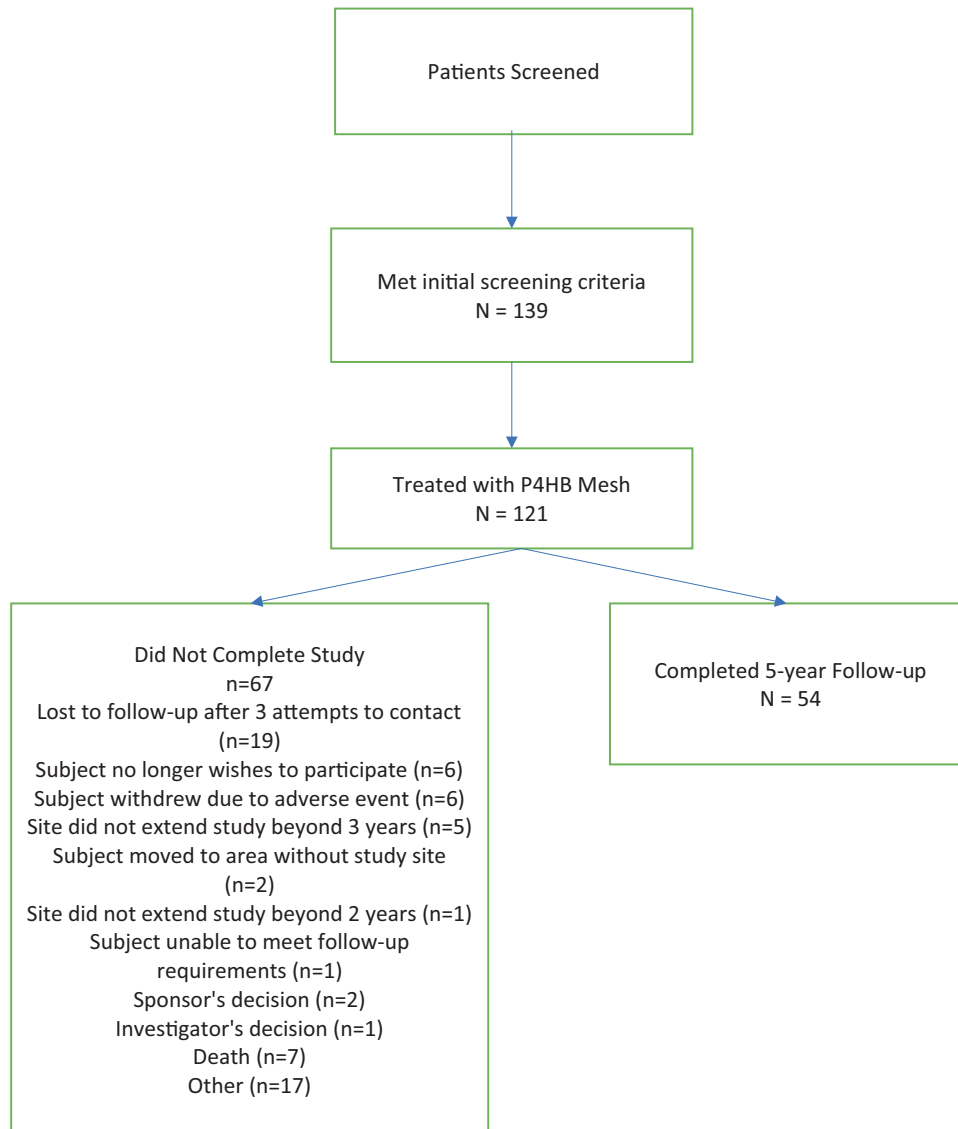 Patients Screened
Met initial screening criteria
N = 139
Treated with P4HB Mesh
N = 121
Did Not Complete Study
n=67
Lost to follow-up after 3 attempts to contact
(n=19)
Subject no longer wishes to participate (n=6)
Subject withdrew due to adverse event (n=6)
Site did not extend study beyond 3 years (n=5)
Subject moved to area without study site
(n=2)
Site did not extend study beyond 2 years (n=1)
Subject unable to meet follow-up
requirements (n=1)
Sponsor's decision (n=2)
Investigator's decision (n=1)
Death (n=7)
Other (n=17)
Completed 5-year Follow-up
N = 54